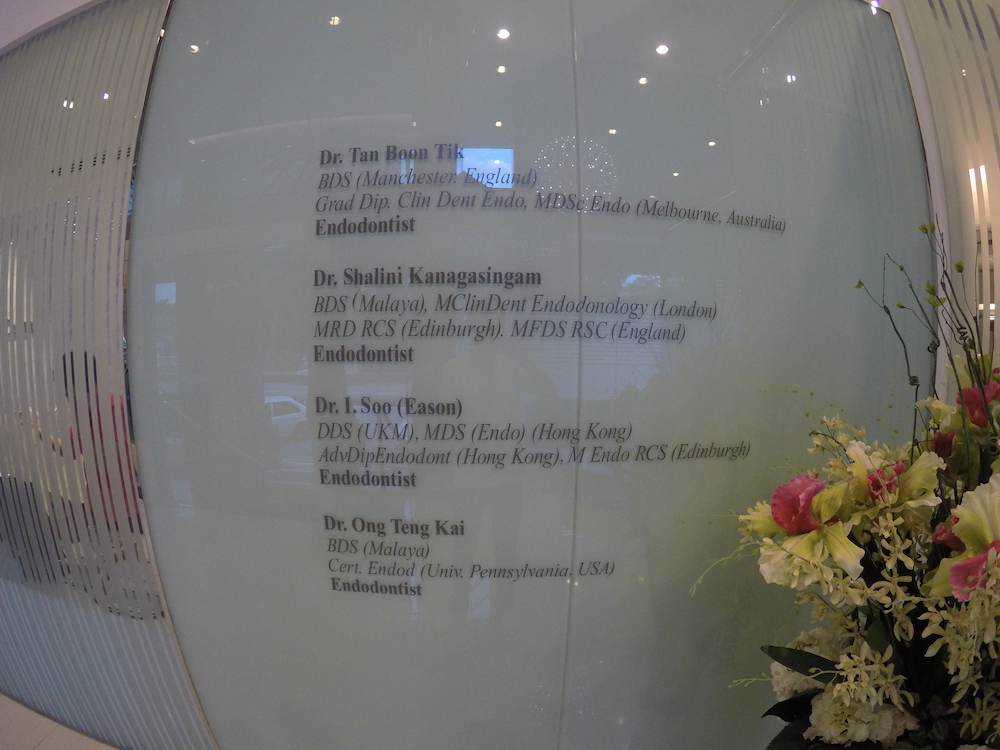 Dr. Tan Boon Tik
BDS (Manchester. England)
Grad Dip. Clin Dent Endo, MDSc Endo (Melbourne, Australia)
Endodontist
Dr. Shalini Kanagasingam
BDS (Malaya), MClinDent Endodonology (London)
MRD RCS (Edinburgh). MFDS RSC (England)
Endodontist
Dr. I. Soo (Eason)
DDS (UKM), MDS (Endo) (Hong Kong)
AdvDipEndodont (Hong Kong), M Endo RCS (Edinburgh)
Endodontist
Dr. Ong Teng Kai
BDS (Malaya)
Cert. Endod (Univ. Pennsylvania, USA)
Endodontist